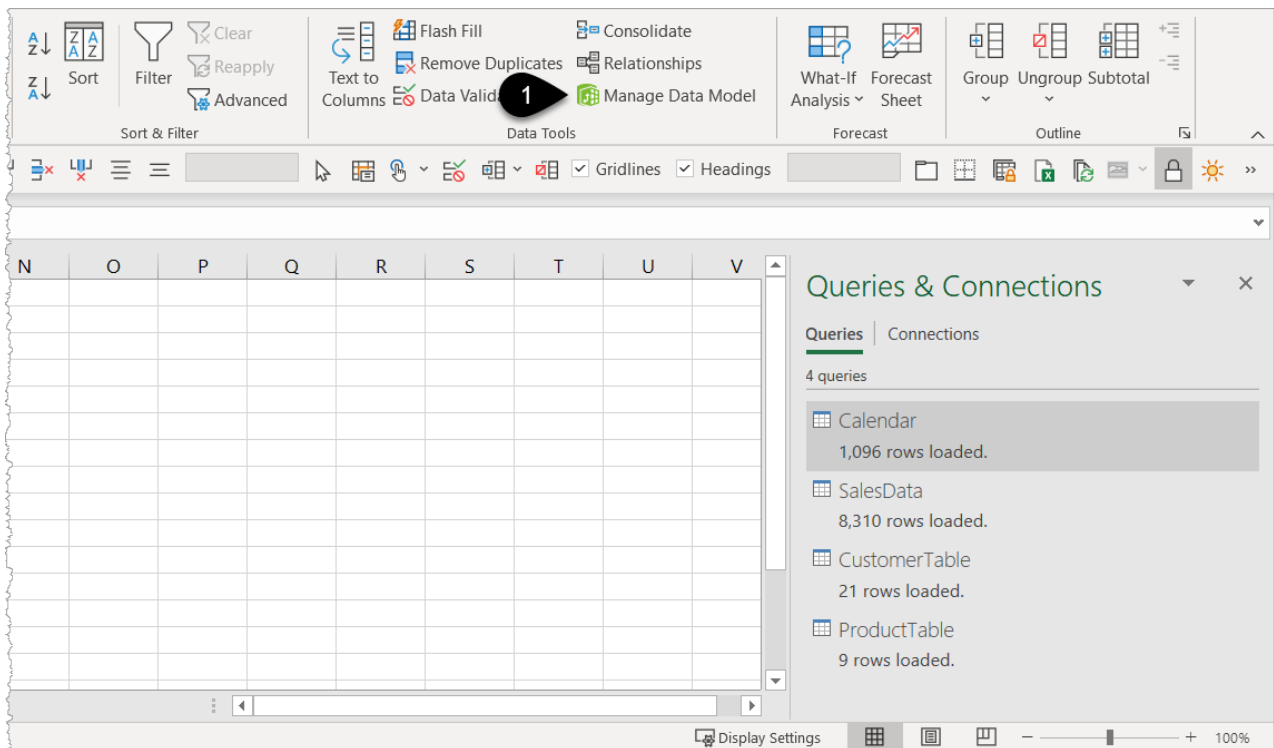 Clear
Reapply
Advanced
Sort
Filter
Sort & Filter
Text to
Columns
Flash Fill
Remove Duplicates
Data Valida
1
Consolidate
Relationships
Manage Data Model
Data Tools
What-If
Analysis
Forecast
Sheet
Forecast
Group Ungroup Subtotal
Outline
Gridlines Headings
N O P Q R S T U V
Queries & Connections
Queries Connections
4 queries
Calendar
1,096 rows loaded.
SalesData
8,310 rows loaded.
CustomerTable
21 rows loaded.
ProductTable
9 rows loaded.
Display Settings
100%